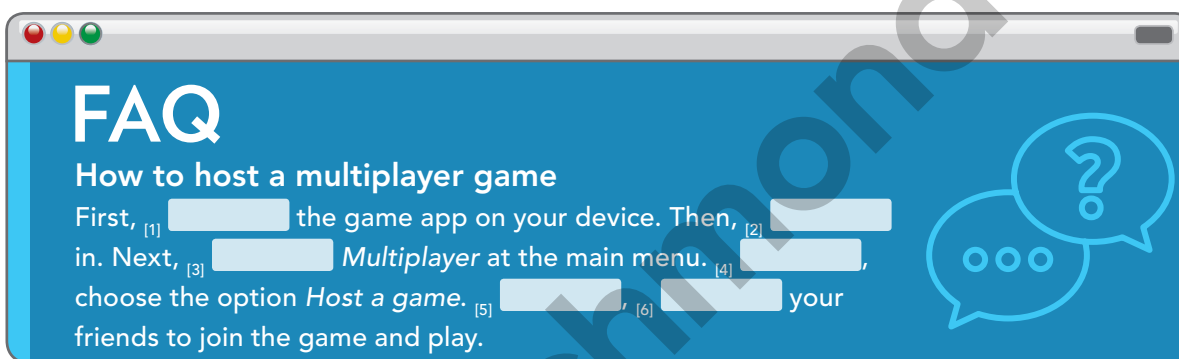 FAQ
How to host a multiplayer game
First, [1] the game app on your device. Then, [2]
in. Next, [3] Multiplayer at the main menu. [4] ,
choose the option Host a game. [5] , [6] your
friends to join the game and play.
?